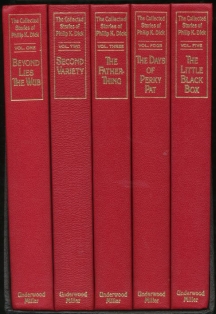 The Collected
Stories of
Philip K. Dick
VOL. ONE
BEYOND
LIES
THE WUB
Underwood
Miller
The Collected
Stories of
Philip K. Dick
VOL. TWO
SECOND
VARIETY
Underwood
Miller
The Collected
Stories of
Philip K. Dick
VOL. THREE
THE
FATHER-
THING
Underwood
Miller
The Collected
Stories of
Philip K. Dick
VOL. FOUR
THE DAYS
OF
PERKY
PAT
Underwood
Miller
The Collected
Stories of
Philip K. Dick
VOL. FIVE
THE
LITTLE
BLACK
BOX
Underwood
Miller